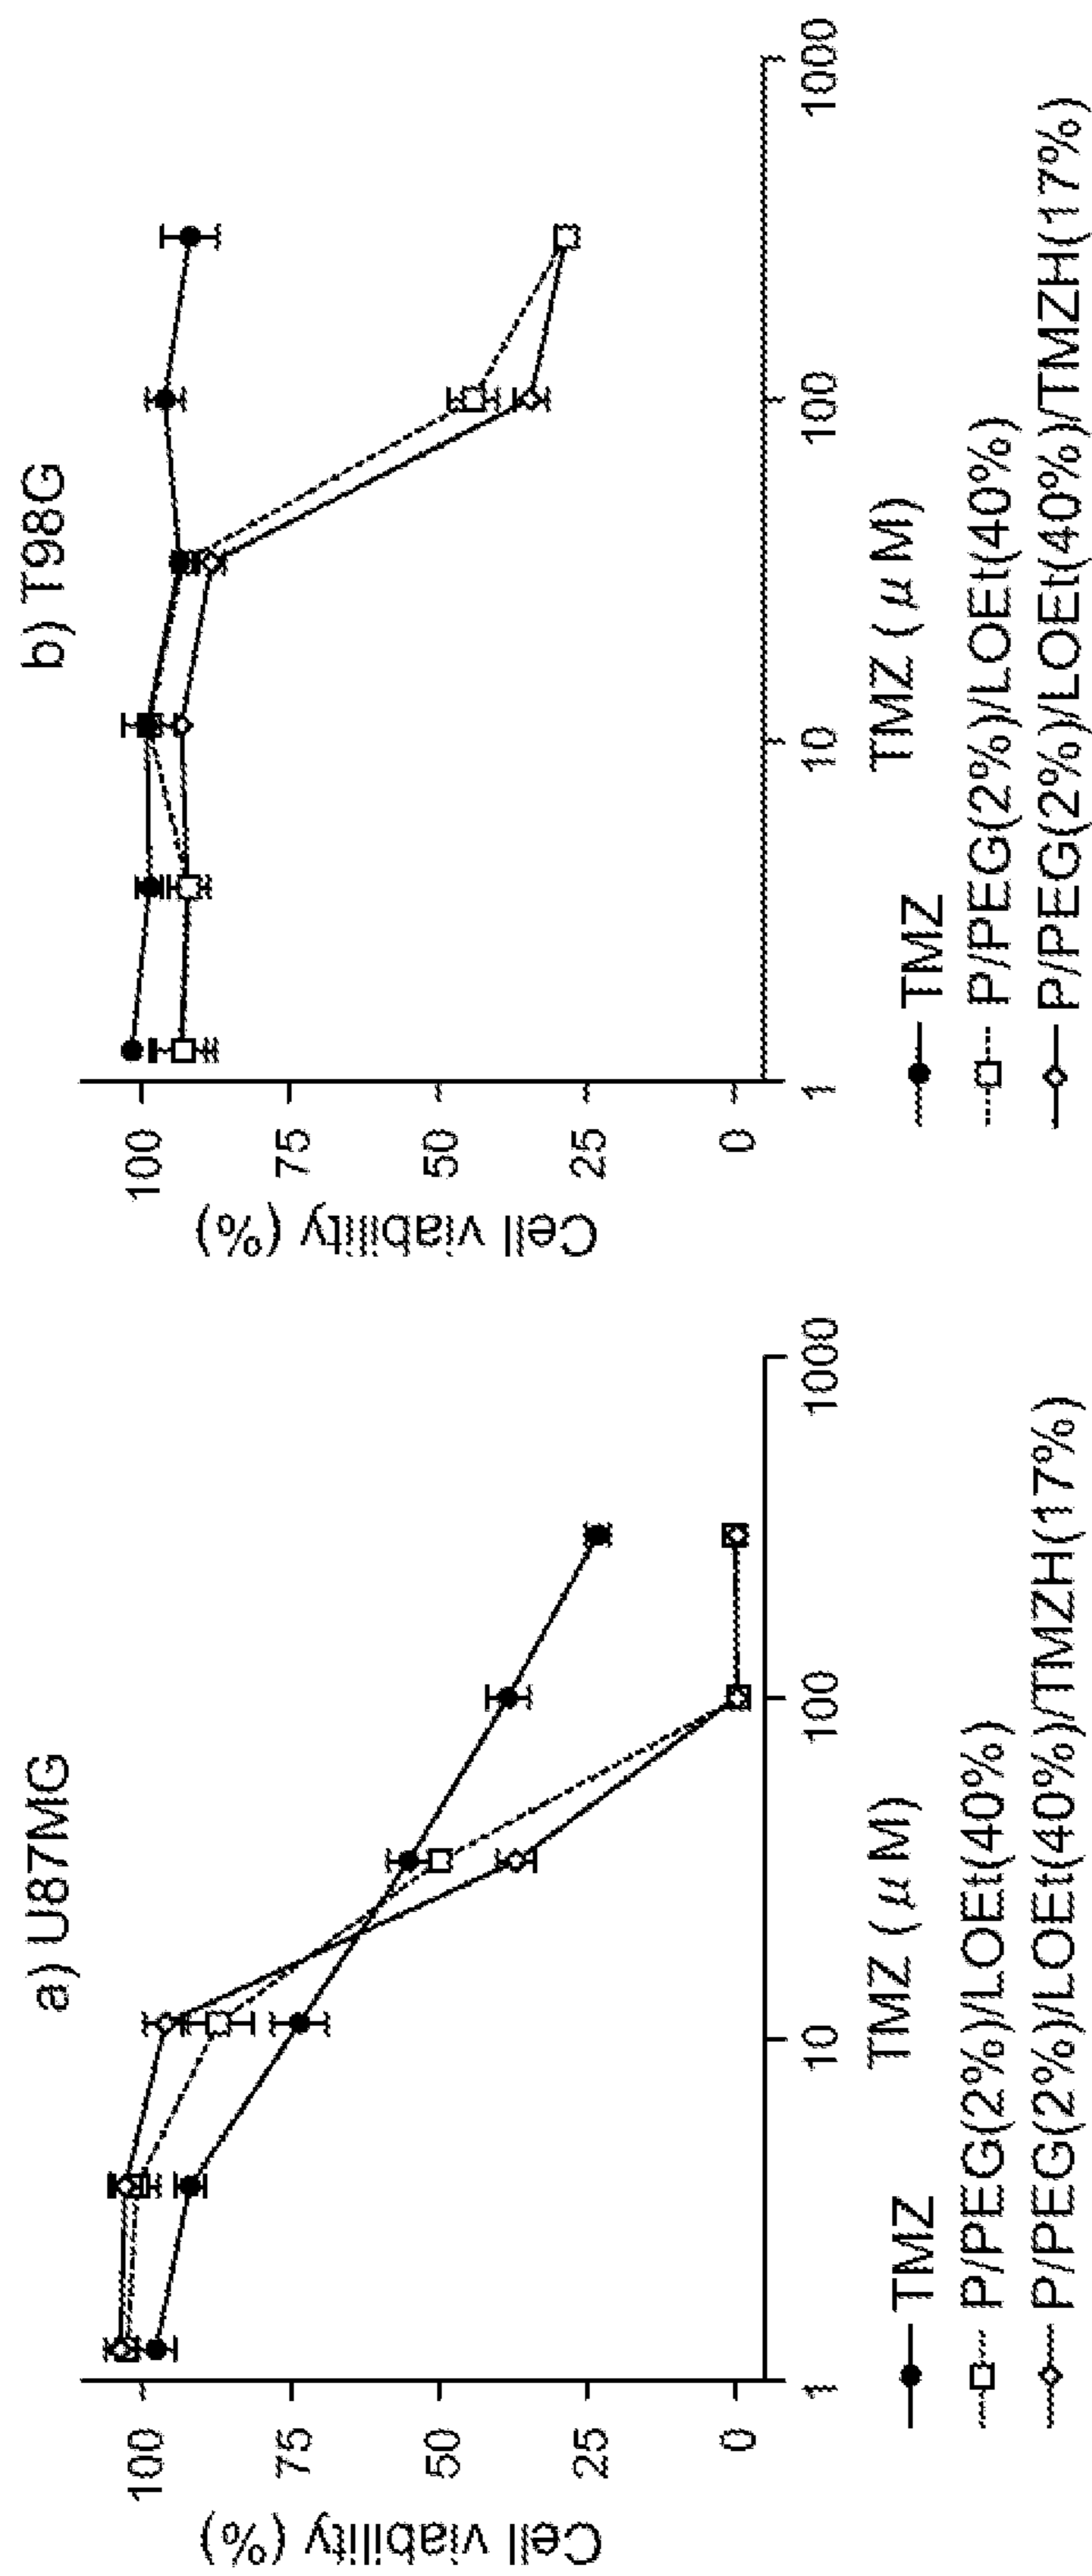 a) U87MG
Cell viability (%)
100
75
50
25
0
1
10
100
1000
TMZ (μM)
TMZ
P/PEG(2%)/LOEt(40%)
P/PEG(2%)/LOEt(40%)/TMZH(17%)
b) T98G
Cell viability (%)
100
75
50
25
0
1
10
100
1000
TMZ (μM)
TMZ
P/PEG(2%)/LOEt(40%)
P/PEG(2%)/LOEt(40%)/TMZH(17%)